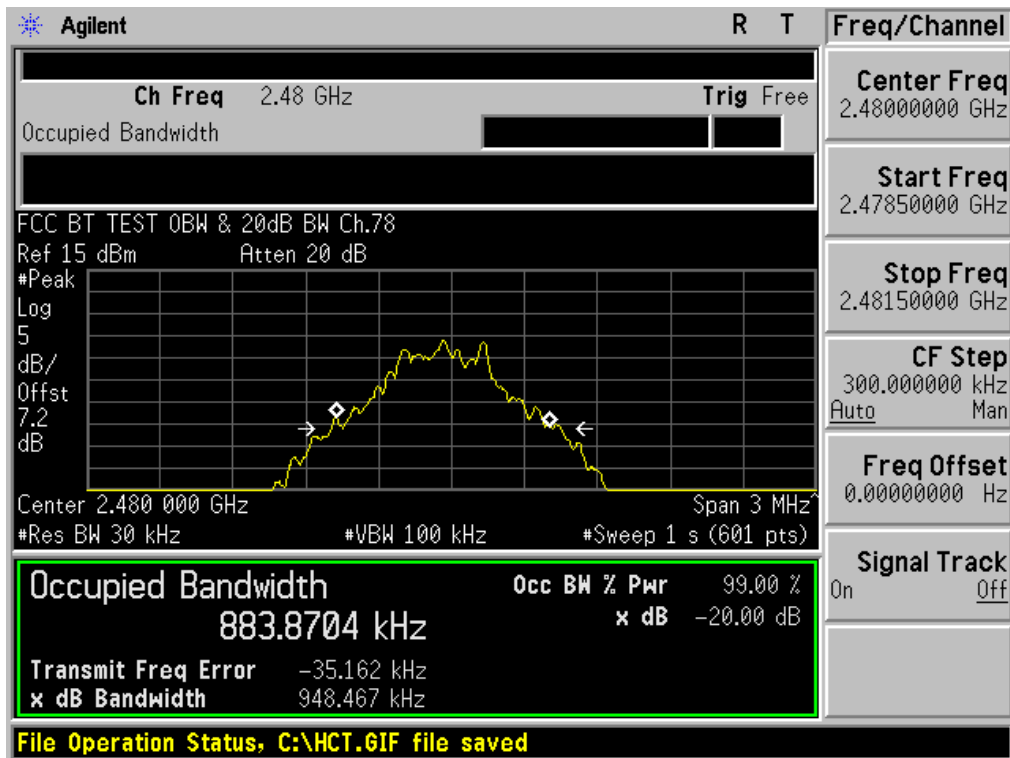 Agilent R T
Ch Freq 2.48 GHz Trig Free
Occupied Bandwidth
FCC BT TEST OBW & 20dB BW Ch.78
Ref 15 dBm Atten 20 dB
#Peak
Log
5
dB/
Offst
7.2
dB
Center 2.480 000 GHz Span 3 MHz^
#Res BW 30 kHz #VBW 100 kHz #Sweep 1 s (601 pts)
Occupied Bandwidth Occ BW % Pwr 99.00 %
883.8704 kHz x dB -20.00 dB
Transmit Freq Error -35.162 kHz
x dB Bandwidth 948.467 kHz
File Operation Status, C:\HCT.GIF file saved
Freq/Channel
Center Freq
2.48000000 GHz
Start Freq
2.47850000 GHz
Stop Freq
2.48150000 GHz
CF Step
300.000000 kHz
Auto Man
Freq Offset
0.00000000 Hz
Signal Track
On Off